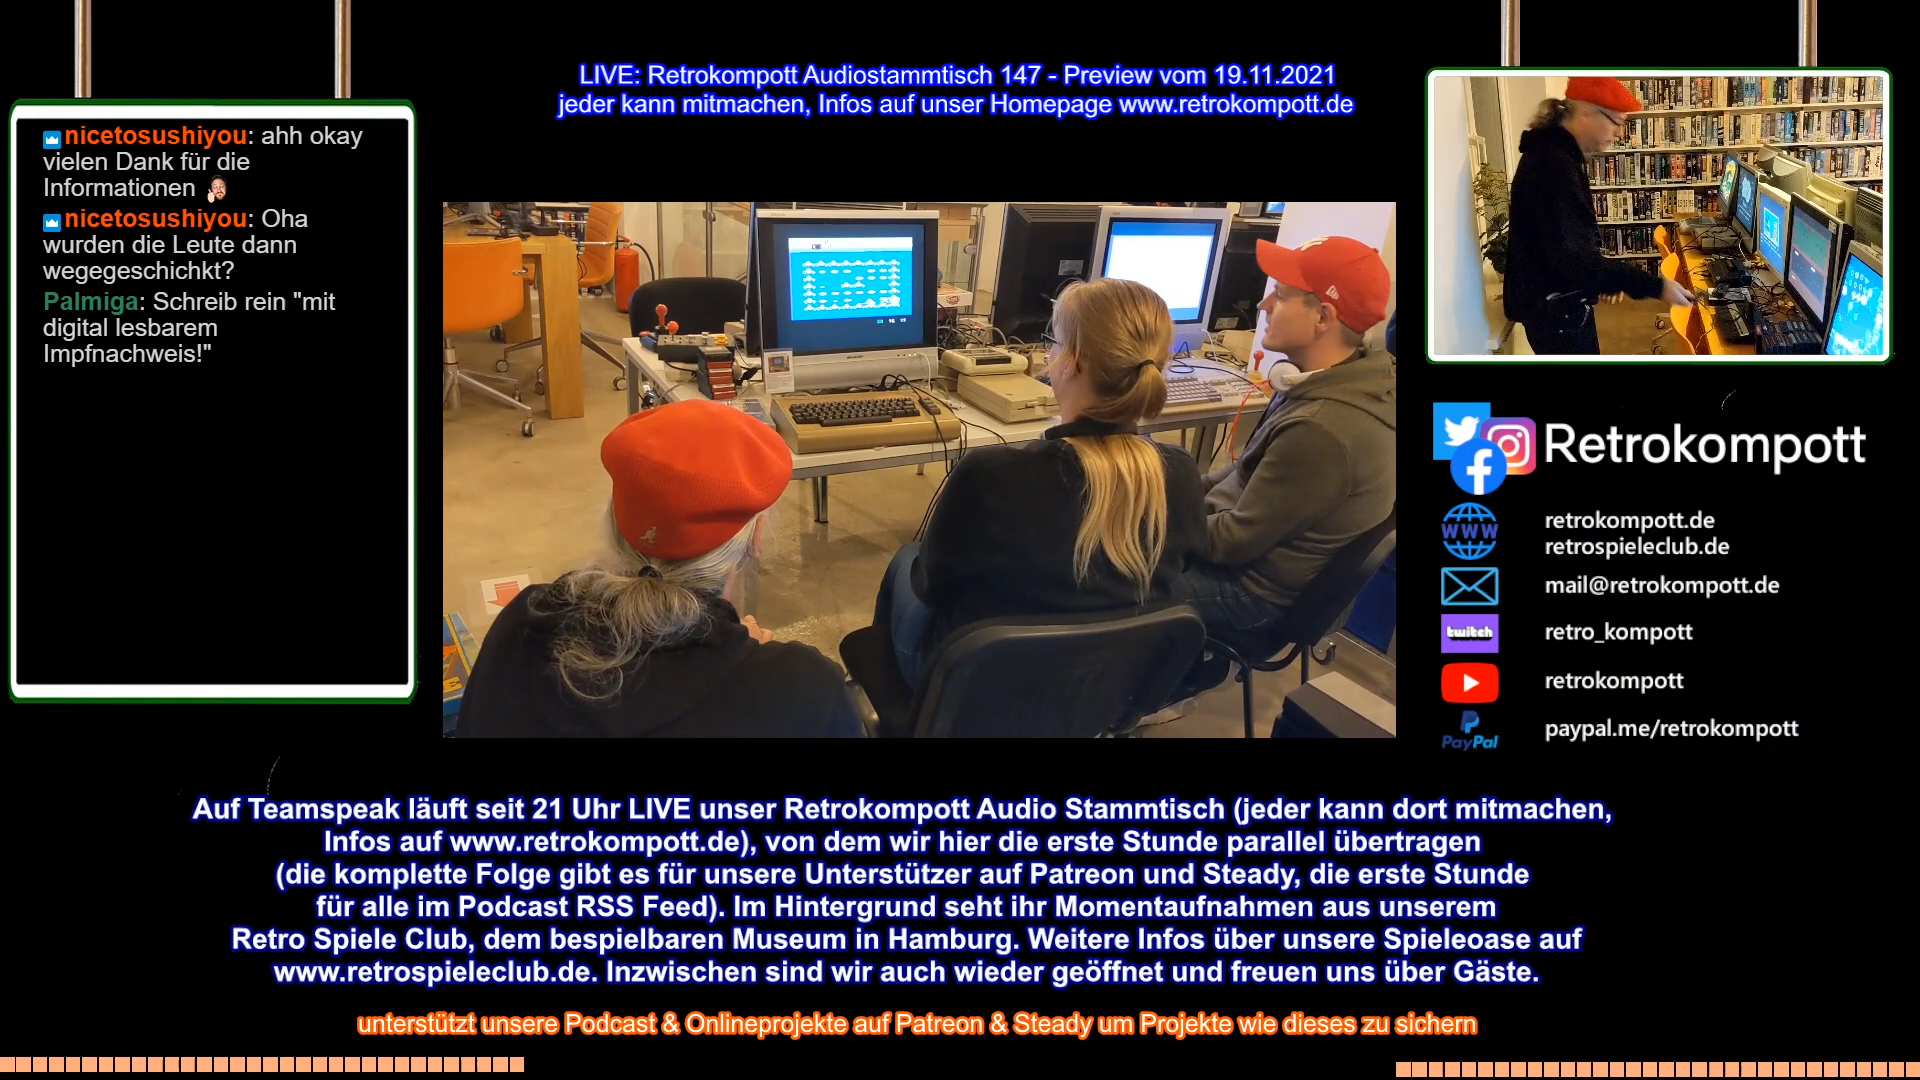 LIVE: Retrokompott Audiostammtisch 147 - Preview vom 19.11.2021
jeder kann mitmachen, Infos auf unser Homepage www.retrokompott.de
nicetosushiyou: ahh okay
vielen Dank für die
Informationen
nicetosushiyou: Oha
wurden die Leute dann
wegegeschichkt?
Palmiga: Schreib rein "mit
digital lesbarem
Impfnachweis!"
Retrokompott
WWW
retrokompott.de
retrospieleclub.de
mail@retrokompott.de
twitch
retro_kompott
retrokompott
PayPal
paypal.me/retrokompott
Auf Teamspeak läuft seit 21 Uhr LIVE unser Retrokompott Audio Stammtisch (jeder kann dort mitmachen,
Infos auf www.retrokompott.de), von dem wir hier die erste Stunde parallel übertragen
(die komplette Folge gibt es für unsere Unterstützer auf Patreon und Steady, die erste Stunde
für alle im Podcast RSS Feed). Im Hintergrund seht ihr Momentaufnahmen aus unserem
Retro Spiele Club, dem bespielbaren Museum in Hamburg. Weitere Infos über unsere Spieleoase auf
www.retrospieleclub.de. Inzwischen sind wir auch wieder geöffnet und freuen uns über Gäste.
unterstützt unsere Podcast & Onlineprojekte auf Patreon & Steady um Projekte wie dieses zu sichern